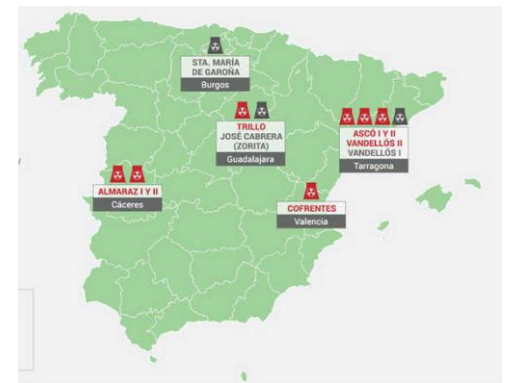 STA. MARÍA
DE GAROÑA
Burgos
TRILLO
JOSÉ CABRERA
(ZORITA)
Guadalajara
ASCÓ I Y II
VANDELLÓS II
VANDELLÓS I
Tarragona
ALMARAZ I Y II
Cáceres
COFRENTES
Valencia